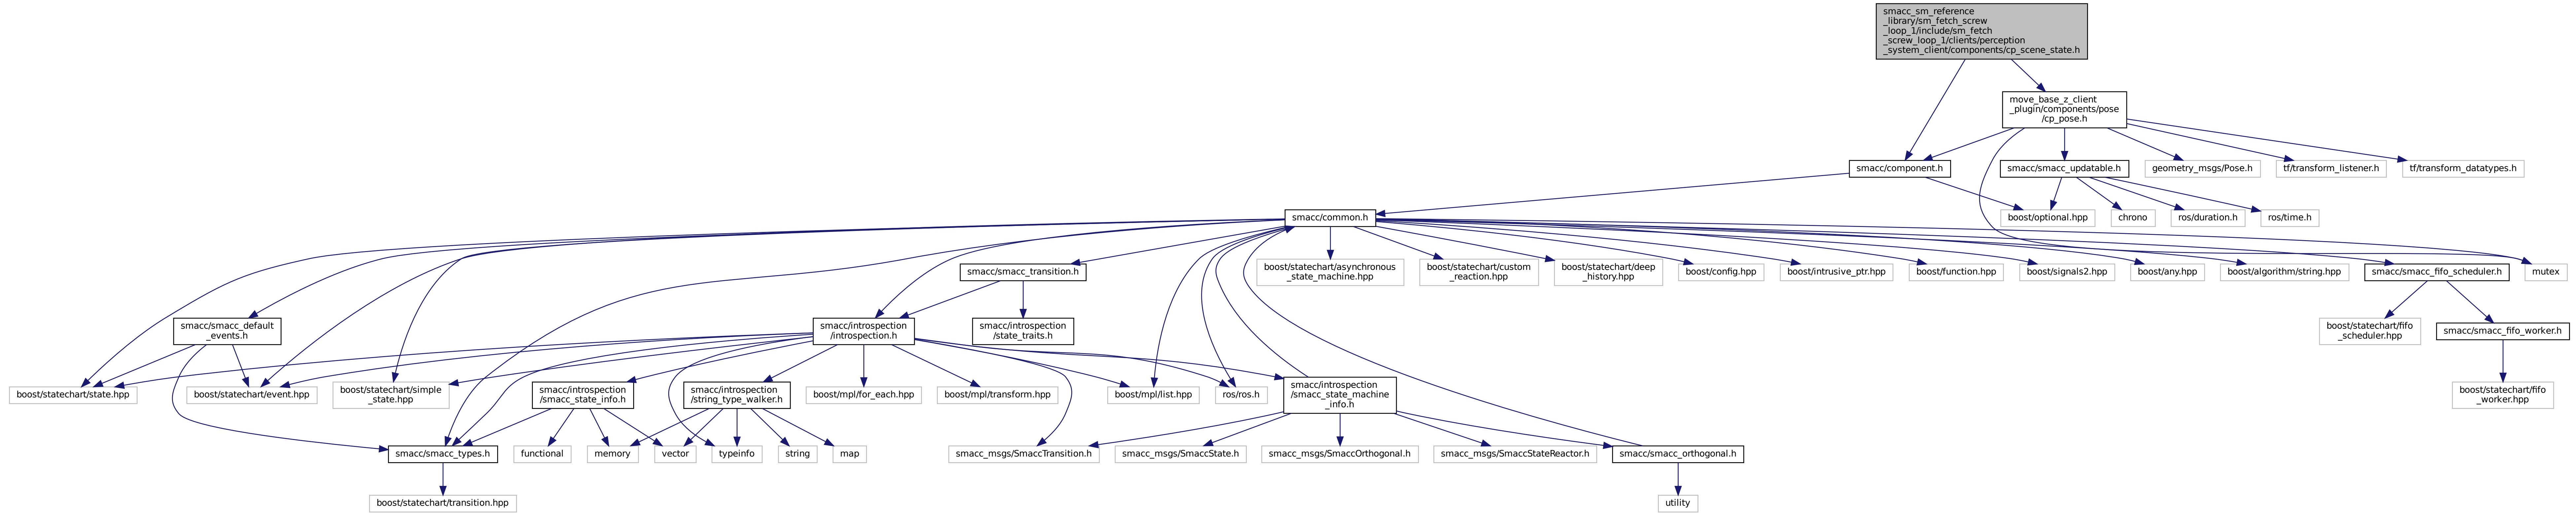 smacc_sm_reference
_library/sm_fetch_screw
_loop_1/include/sm_fetch
_screw_loop_1/clients/perception
_system_client/components/cp_scene_state.h
move_base_z_client
_plugin/components/pose
/cp_pose.h
smacc/component.h
smacc/smacc_updatable.h
geometry_msgs/Pose.h
tf/transform_listener.h
tf/transform_datatypes.h
smacc/common.h
boost/optional.hpp
chrono
ros/duration.h
ros/time.h
smacc/smacc_transition.h
boost/statechart/asynchronous
_state_machine.hpp
boost/statechart/custom
_reaction.hpp
boost/statechart/deep
_history.hpp
boost/config.hpp
boost/intrusive_ptr.hpp
boost/function.hpp
boost/signals2.hpp
boost/any.hpp
boost/algorithm/string.hpp
smacc/smacc_fifo_scheduler.h
mutex
smacc/smacc_default
_events.h
smacc/introspection
/introspection.h
smacc/introspection
/state_traits.h
boost/statechart/fifo
_scheduler.hpp
smacc/smacc_fifo_worker.h
boost/statechart/state.hpp
boost/statechart/event.hpp
boost/statechart/simple
_state.hpp
smacc/introspection
/smacc_state_info.h
smacc/introspection
/string_type_walker.h
boost/mpl/for_each.hpp
boost/mpl/transform.hpp
boost/mpl/list.hpp
ros/ros.h
smacc/introspection
/smacc_state_machine
_info.h
boost/statechart/fifo
_worker.hpp
smacc/smacc_types.h
functional
memory
vector
typeinfo
string
map
smacc_msgs/SmaccTransition.h
smacc_msgs/SmaccState.h
smacc_msgs/SmaccOrthogonal.h
smacc_msgs/SmaccStateReactor.h
smacc/smacc_orthogonal.h
boost/statechart/transition.hpp
utility